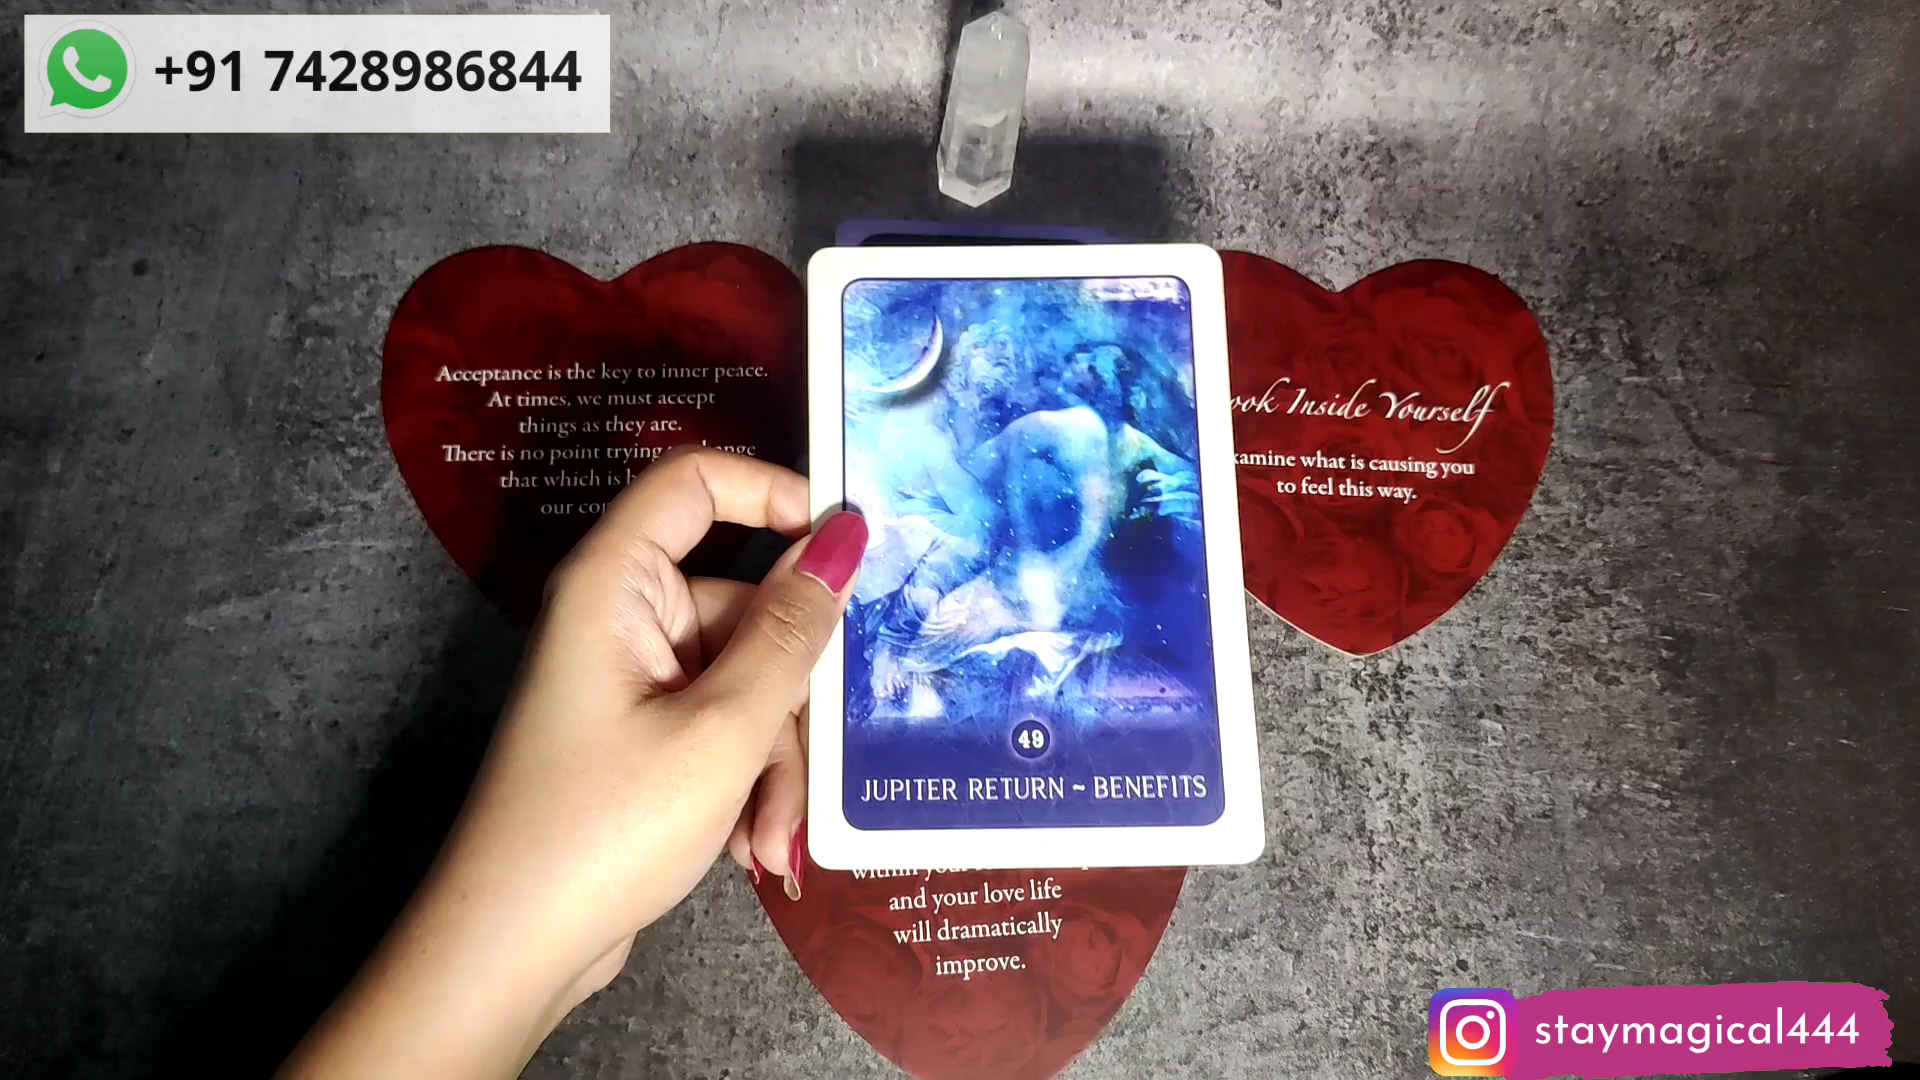 +91 7428986844
Acceptance is the key to inner peace.
At times, we must accept
things as they are.
There is no point trying
that which is
our
Inside Yourself
what is causing you
to feel this way.
49
JUPITER RETURN ~ BENEFITS
within
and your love life
will dramatically
improve.
staymagical444